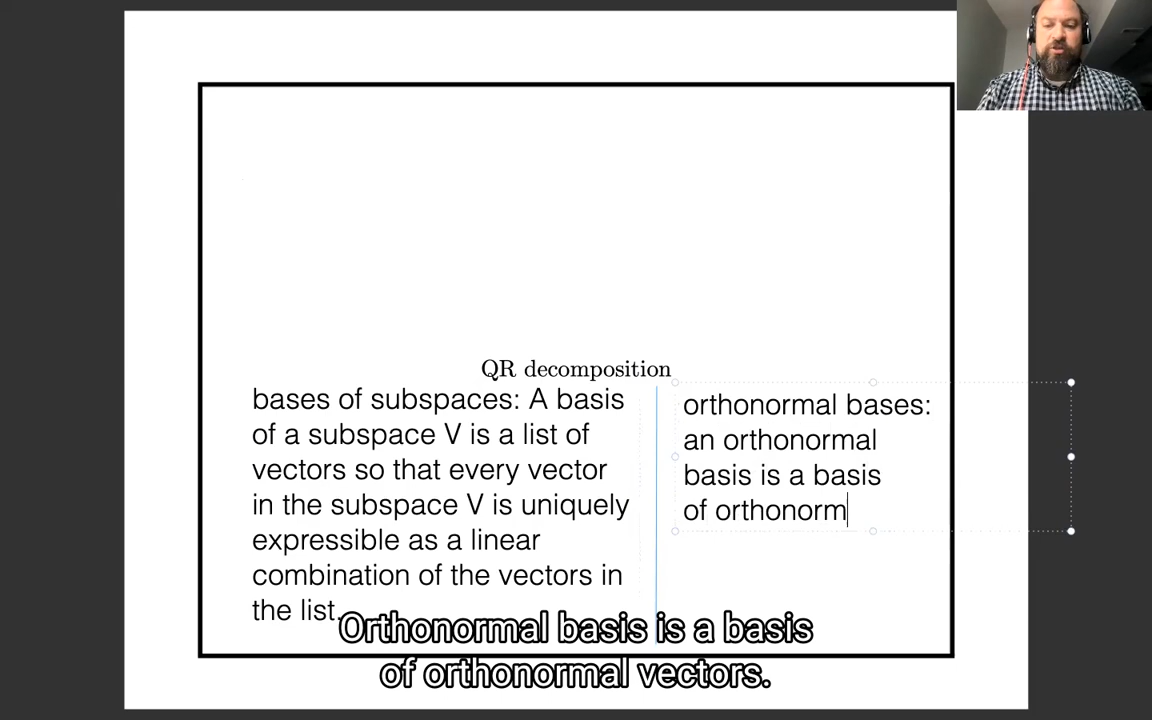 QR decomposition
bases of subspaces: A basis
of a subspace V is a list of
vectors so that every vector
in the subspace V is uniquely
expressible as a linear
combination of the vectors in
the list.
orthonormal bases:
an orthonormal
basis is a basis
of orthonorm
Orthonormal basis is a basis
of orthonormal vectors.